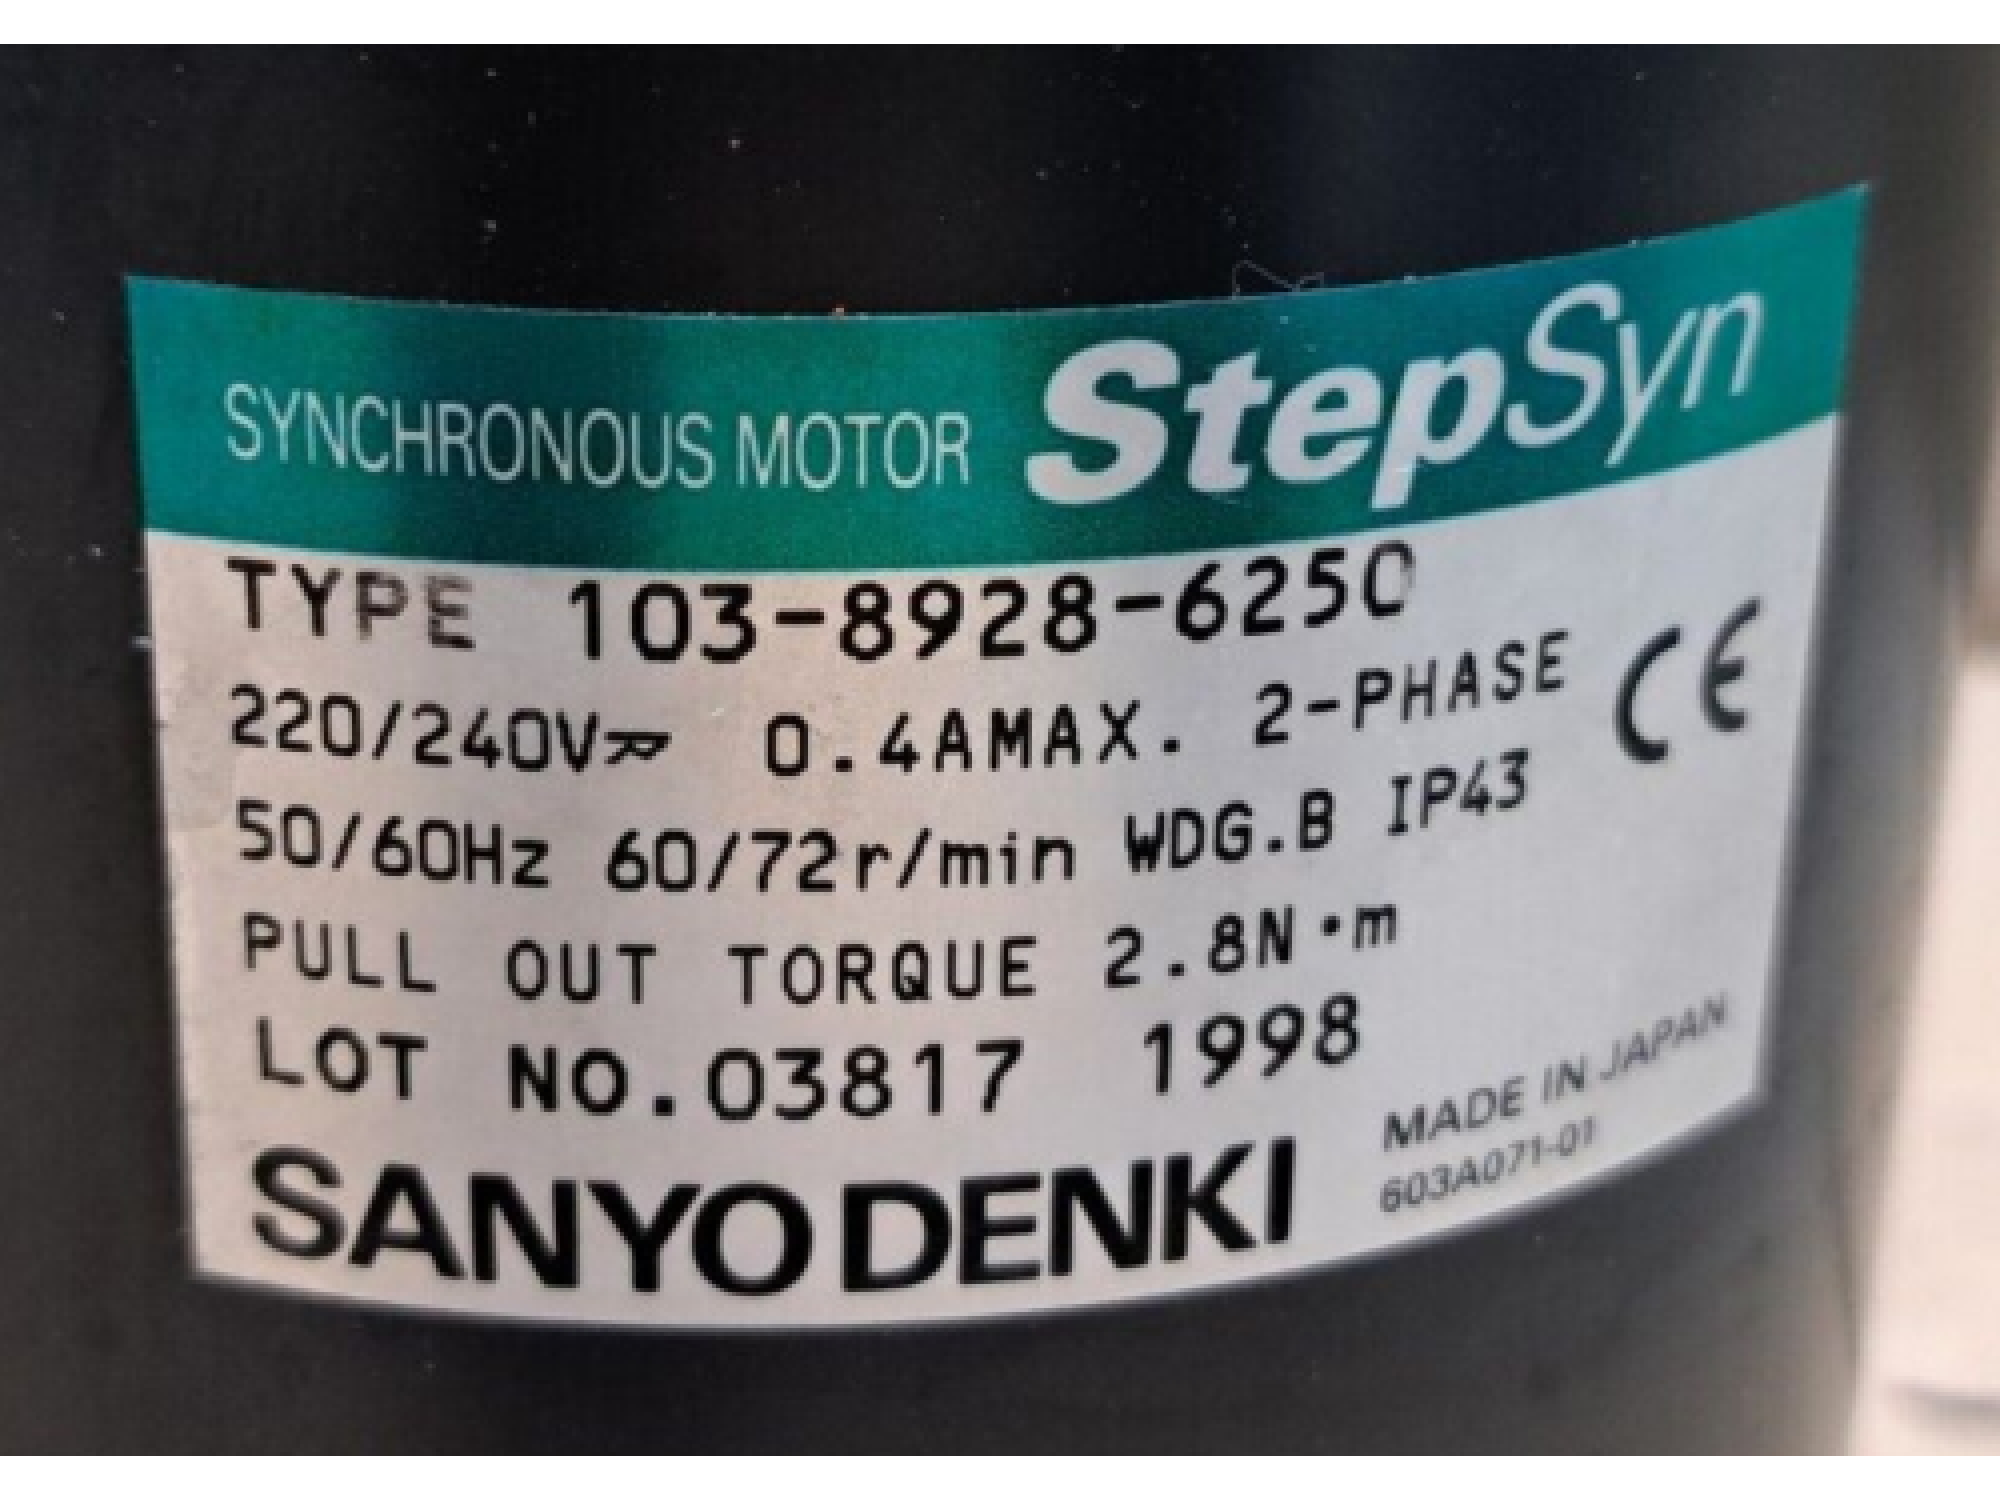 SYNCHRONOUS MOTOR StepSyn
TYPE 103-8928-6250
220/240V~ 0.4AMAX. 2-PHASE CE
50/60Hz 60/72r/min WDG.B IP43
PULL OUT TORQUE 2.8N·m
LOT NO.03817 1998
MADE IN JAPAN
SANYO DENKI 603A071-01